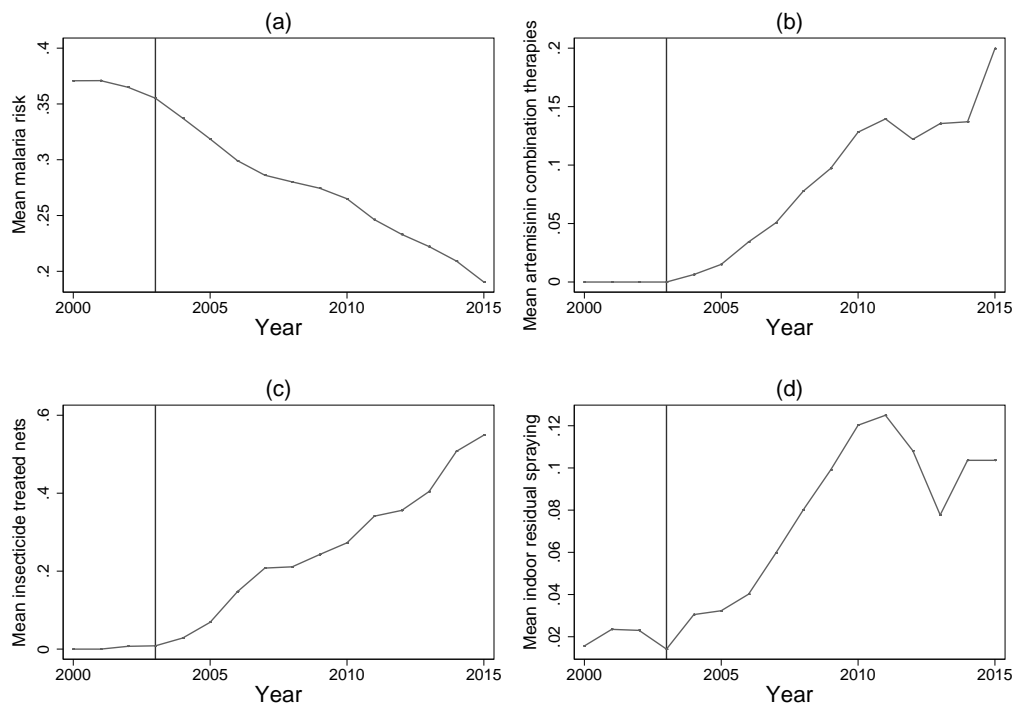 (a)
Mean malaria risk
.4
.35
.3
.25
.2
2000 2005 2010 2015
Year
(b)
Mean artemisinin combination therapies
.2
.15
.1
.05
0
2000 2005 2010 2015
Year
(c)
Mean insecticide treated nets
.6
.4
.2
0
2000 2005 2010 2015
Year
(d)
Mean indoor residual spraying
.12
.1
.08
.06
.04
.02
2000 2005 2010 2015
Year